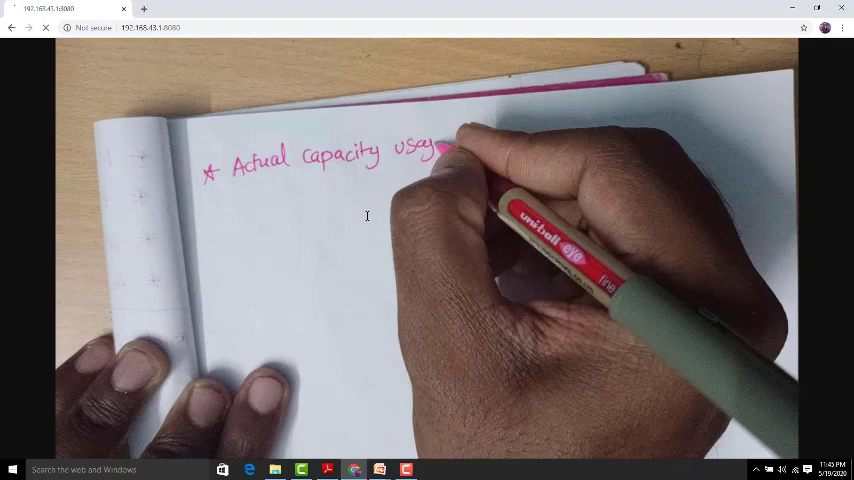 192.168.43.1:8080
Not secure
192.168.43.1:8080
* Actual capacity usag
uniball eye fine
Search the web and Windows
11:45 PM
5/19/2020